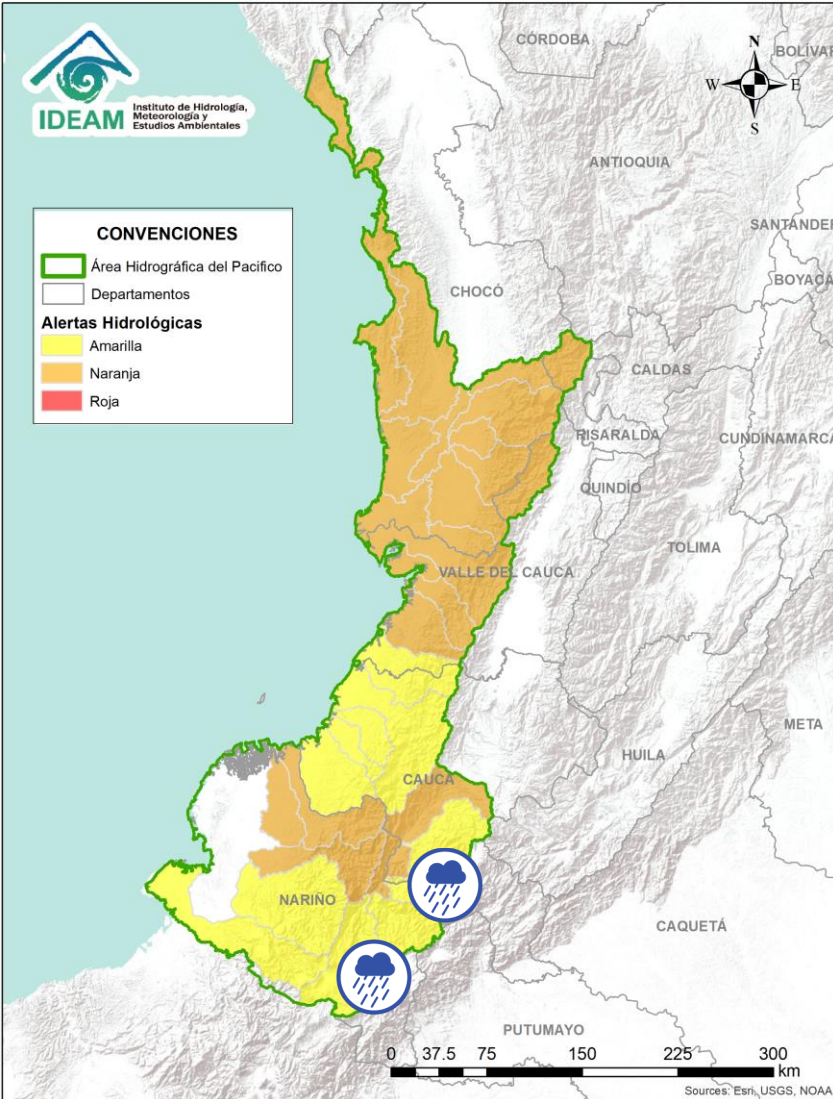 IDEAM
Instituto de Hidrología,
Meteorología y
Estudios Ambientales
N
W
E
S
CÓRDOBA
BOLÍVAR
ANTIOQUIA
SANTANDER
BOYACÁ
CHOCÓ
CALDAS
RISARALDA
CUNDINAMARCA
QUINDÍO
TOLIMA
VALLE DEL CAUCA
META
HUILA
CAUCA
NARIÑO
CAQUETÁ
PUTUMAYO
CONVENCIONES
Área Hidrográfica del Pacifico
Departamentos
Alertas Hidrológicas
Amarilla
Naranja
Roja
0 37.5 75 150 225 300
km
Sources: Esri, USGS, NOAA